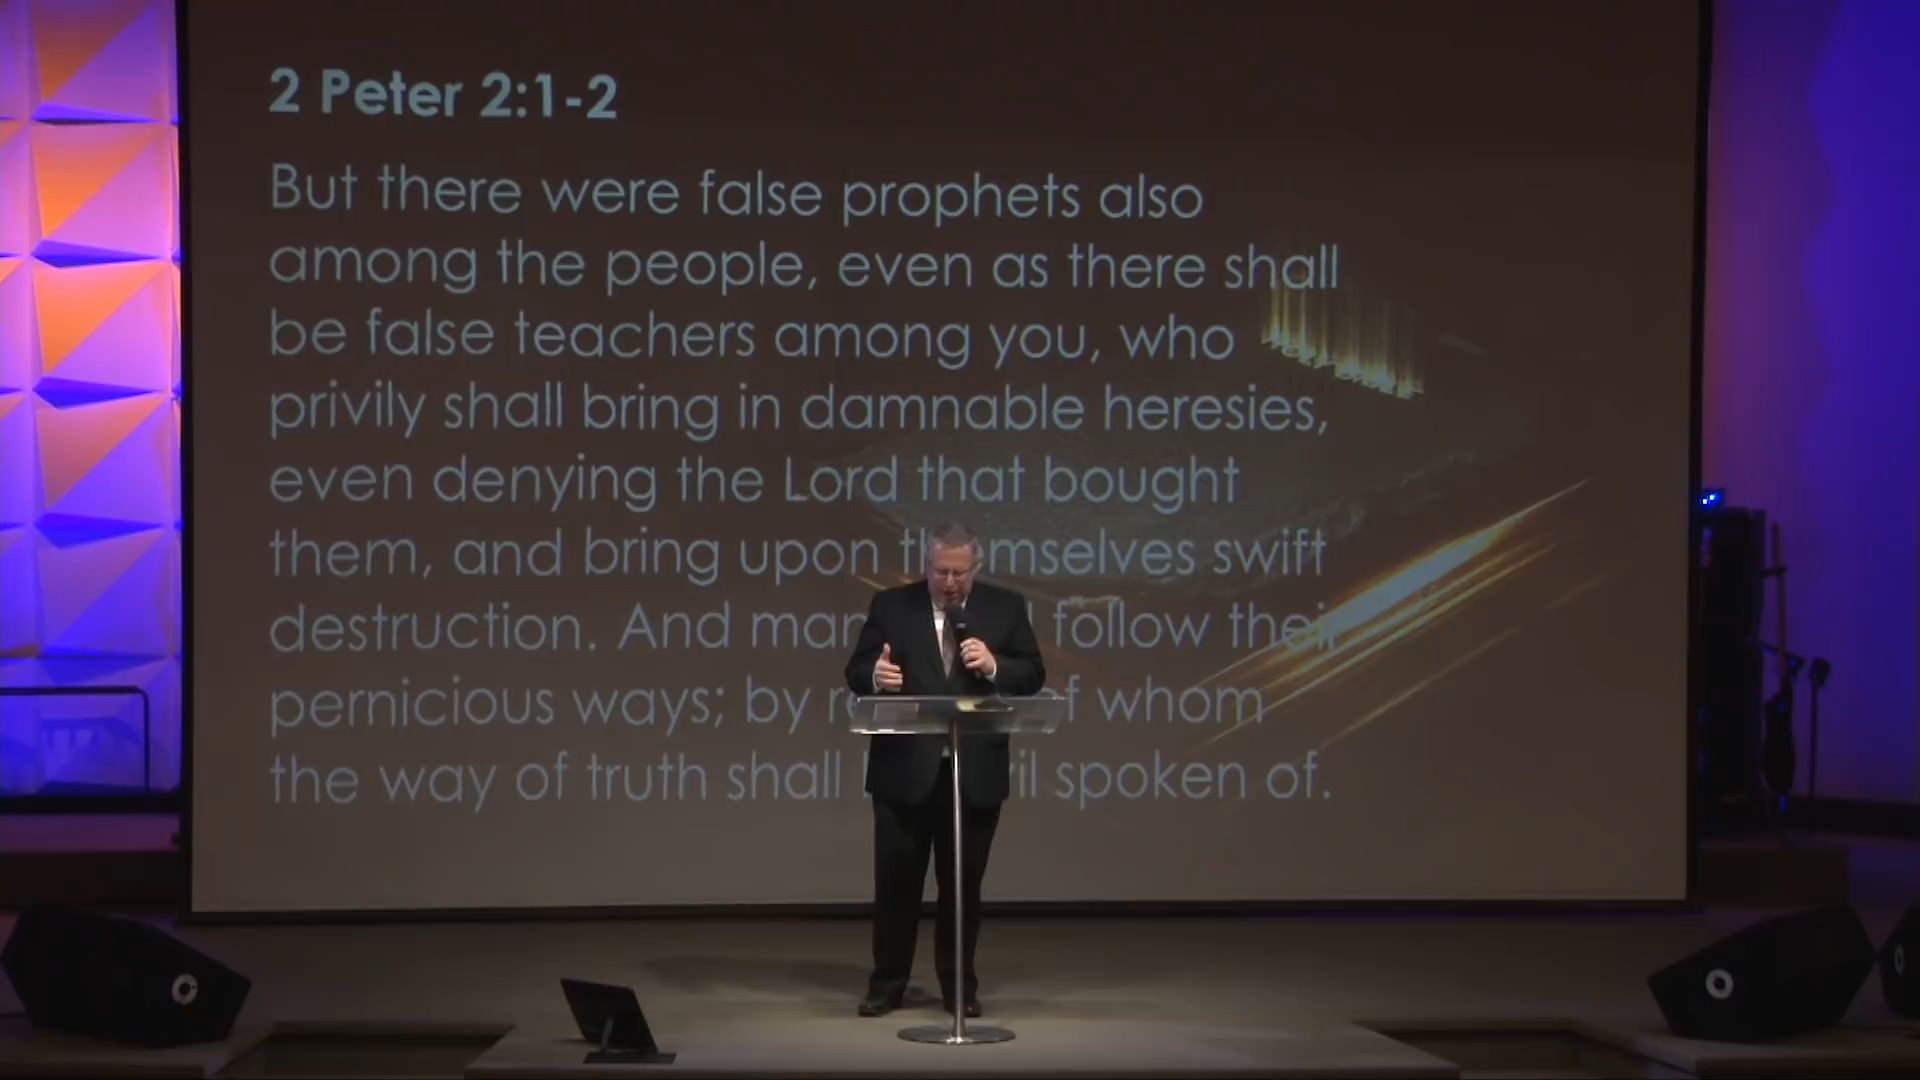 2 Peter 2:1-2
But there were false prophets also
among the people, even as there shall
be false teachers among you, who
privily shall bring in damnable heresies,
even denying the Lord that bought
them, and bring upon themselves swift
destruction. And follow their
pernicious ways; by whom
the way of truth shall spoken of.